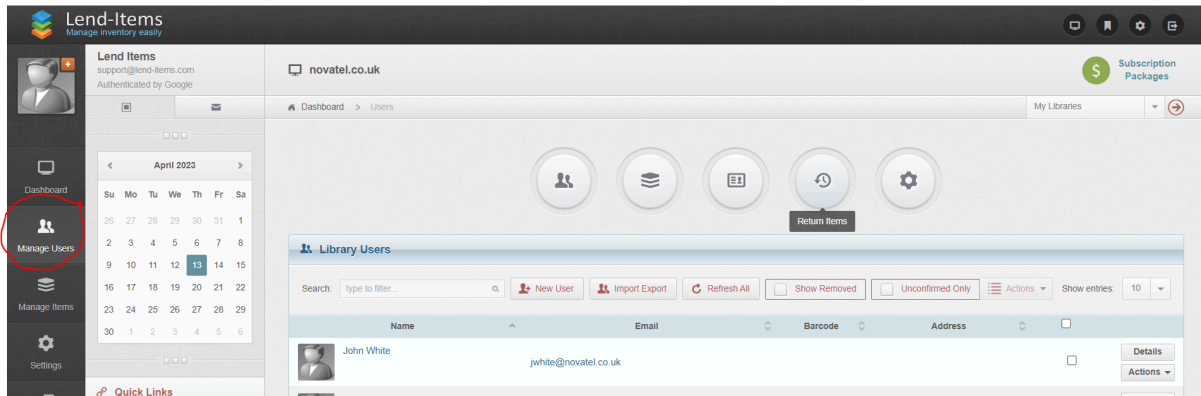 Lend-Items
Manage inventory easily
Lend Items
support@lend-items.com
Authenticated by Google
novatel.co.uk
$ Subscription Packages
Dashboard > Users
My Libraries
Dashboard
Manage Users
Manage Items
Settings
< April 2023 >
Su Mo Tu We Th Fr Sa
26 27 28 29 30 31 1
2 3 4 5 6 7 8
9 10 11 12 13 14 15
16 17 18 19 20 21 22
23 24 25 26 27 28 29
30 1 2 3 4 5 6
Quick Links
Return Items
Library Users
Search: type to filter... New User Import Export Refresh All Show Removed Unconfirmed Only Actions Show entries: 10
Name Email Barcode Address
John White jwhite@novatel.co.uk Details
Actions